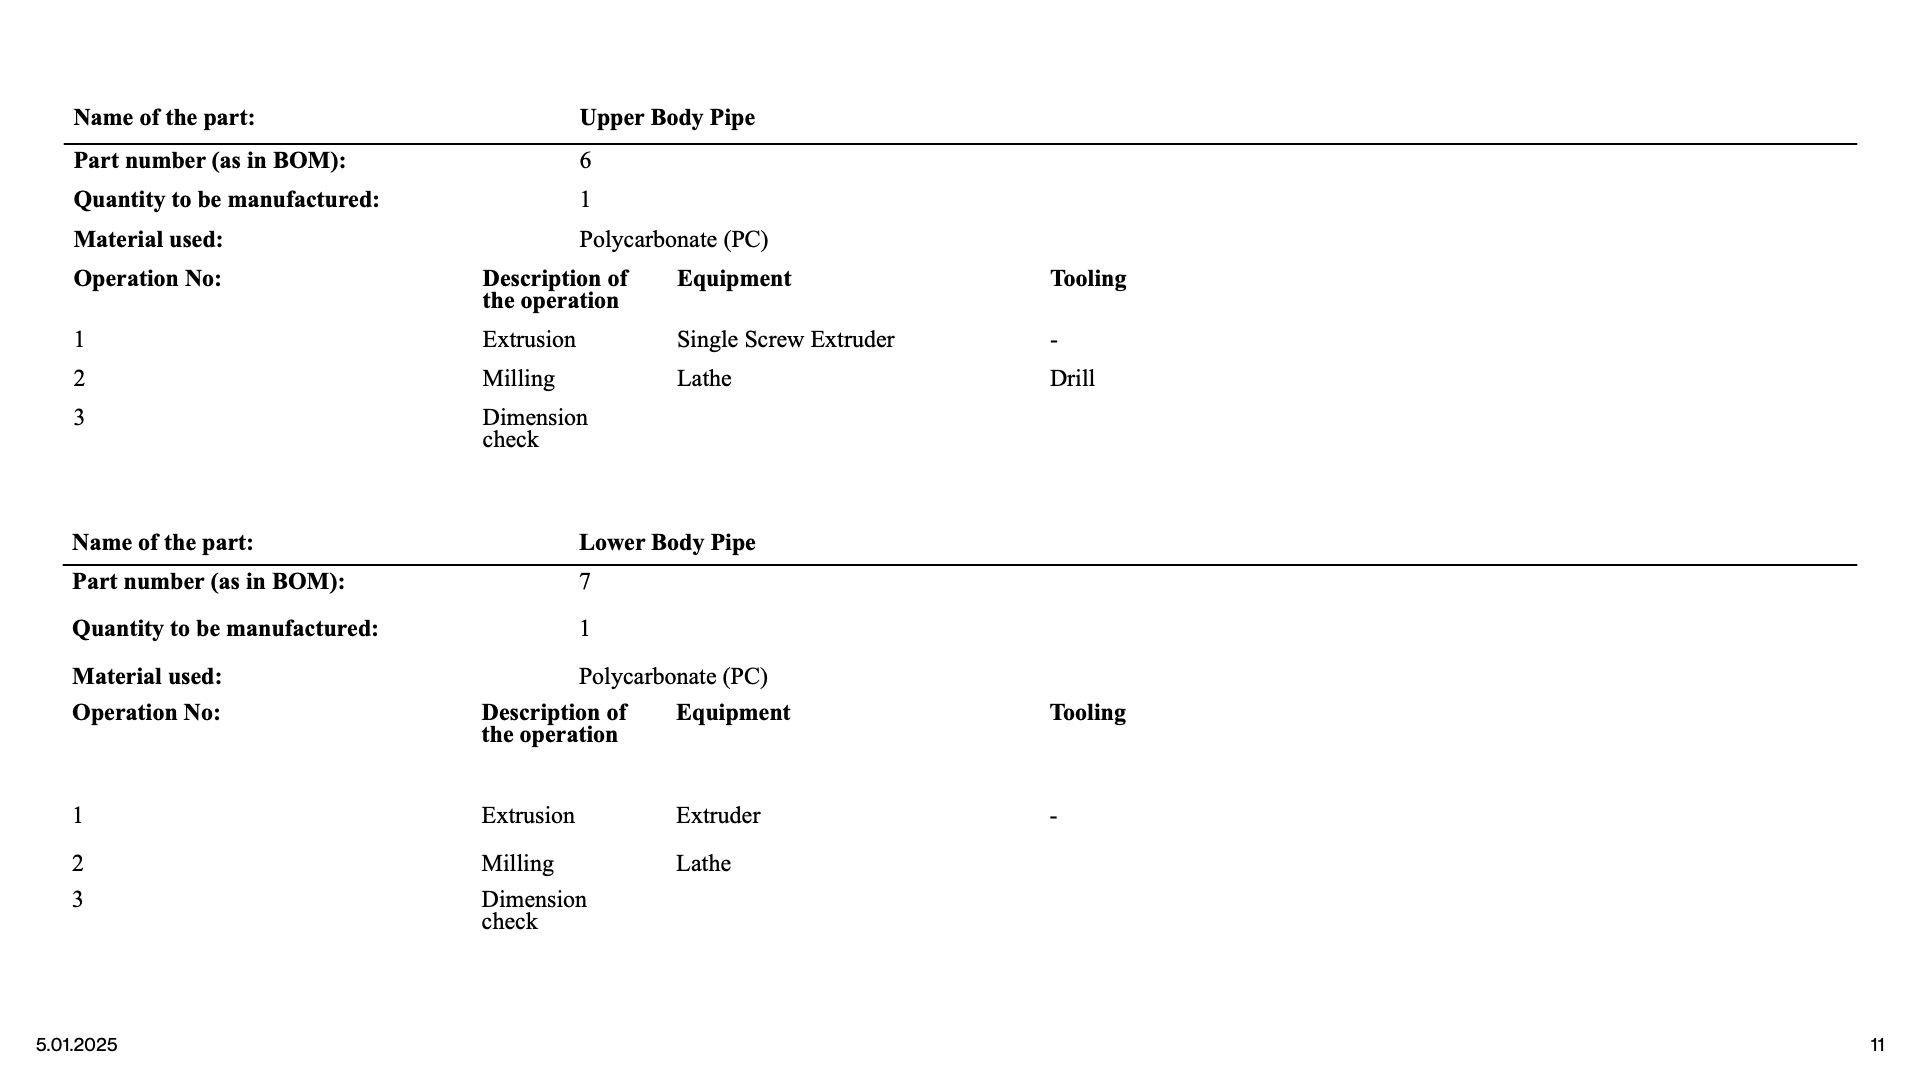 Name of the part: Upper Body Pipe
Part number (as in BOM): 6
Quantity to be manufactured: 1
Material used: Polycarbonate (PC)
Operation No: Description of the operation Equipment Tooling
1 Extrusion Single Screw Extruder -
2 Milling Lathe Drill
3 Dimension check
Name of the part: Lower Body Pipe
Part number (as in BOM): 7
Quantity to be manufactured: 1
Material used: Polycarbonate (PC)
Operation No: Description of the operation Equipment Tooling
1 Extrusion Extruder -
2 Milling Lathe
3 Dimension check
5.01.2025 11